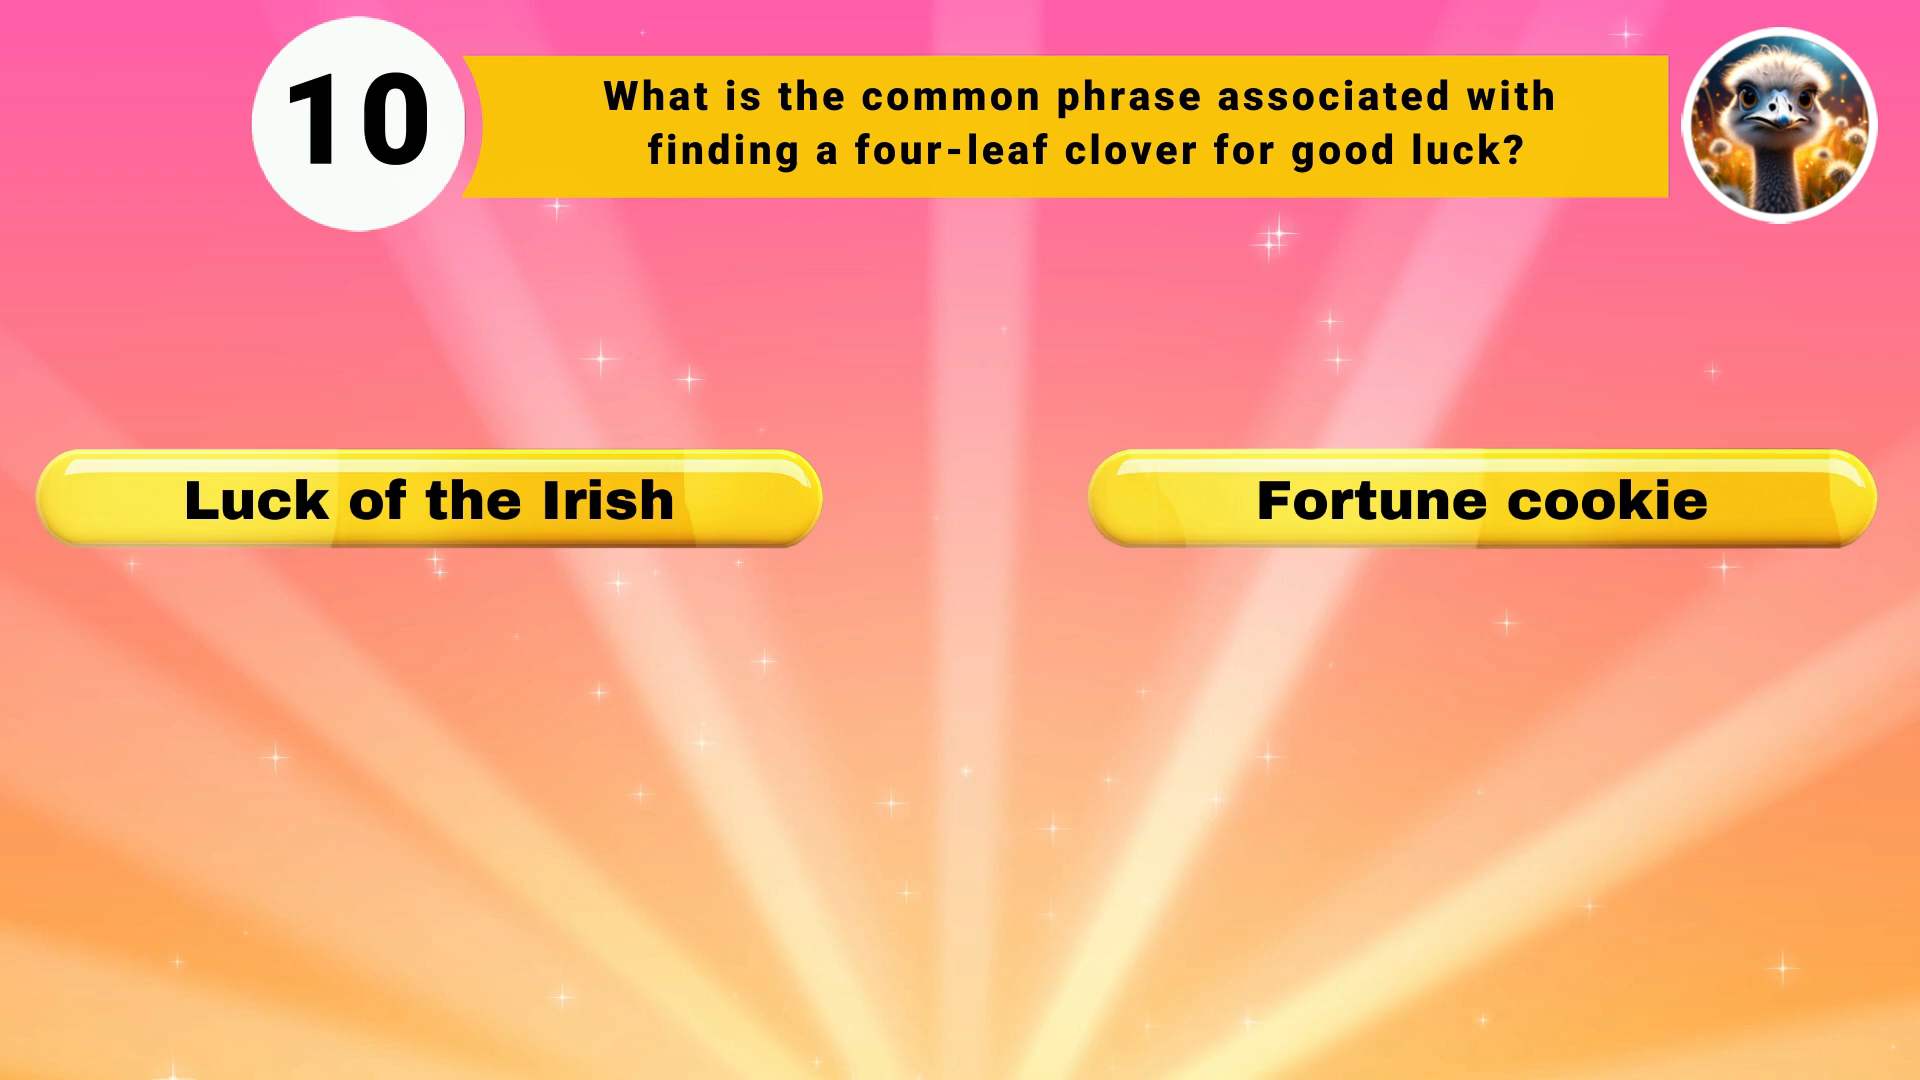 10
What is the common phrase associated with
finding a four-leaf clover for good luck?
Luck of the Irish
Fortune cookie